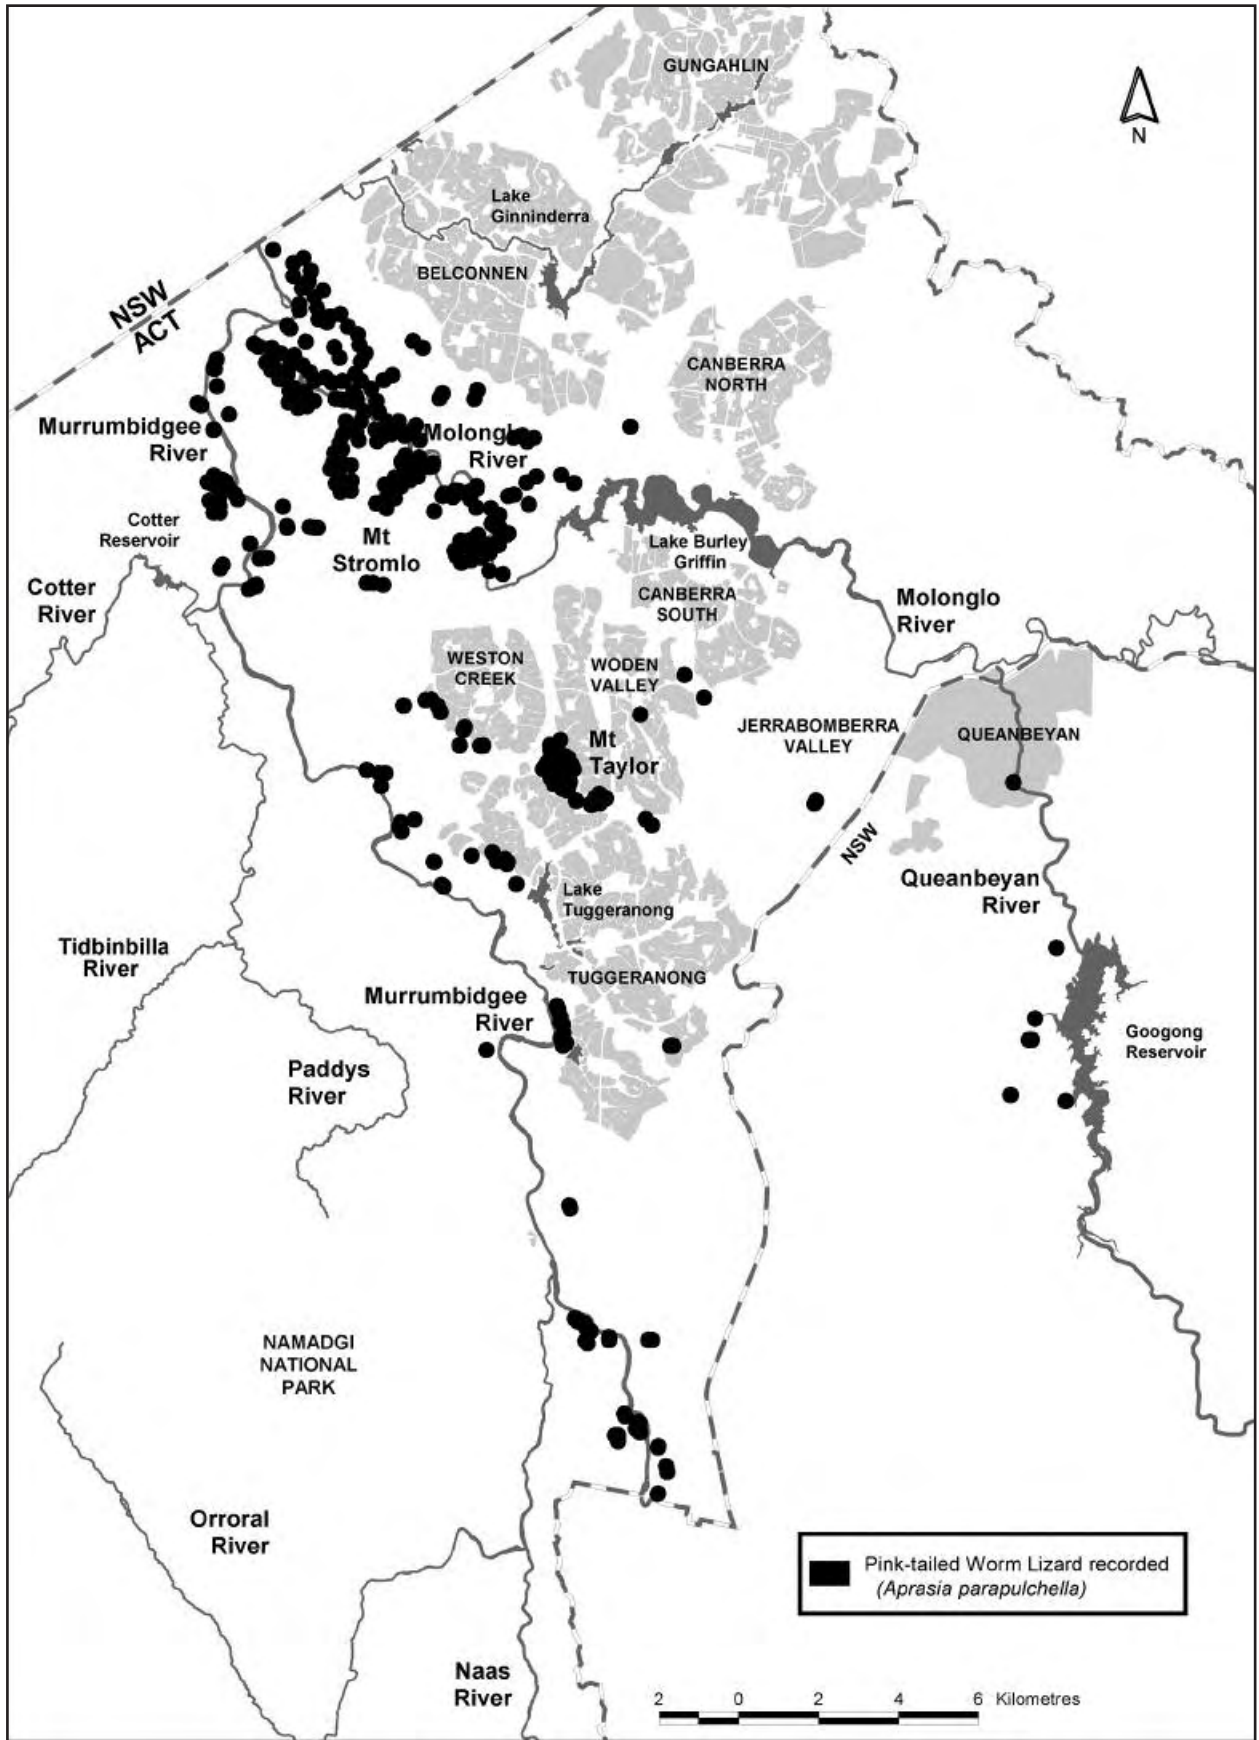 GUNGAHLIN
N
Lake
Ginninderra
BELCONNEN
NSW
ACT
CANBERRA
NORTH
Murrumbidgee
River
Molonglo
River
Cotter
Reservoir
Mt
Stromlo
Lake Burley
Griffin
Cotter
River
CANBERRA
SOUTH
Molonglo
River
WESTON
CREEK
WODEN
VALLEY
JERRABOMBERRA
VALLEY
QUEANBEYAN
Mt
Taylor
NSW
Queanbeyan
River
Lake
Tuggeranong
Tidbinbilla
River
TUGGERANONG
Murrumbidgee
River
Googong
Reservoir
Paddys
River
NAMADGI
NATIONAL
PARK
Orroral
River
Pink-tailed Worm Lizard recorded
(Aprasia parapulchella)
Naas
River
2 0 2 4 6 Kilometres